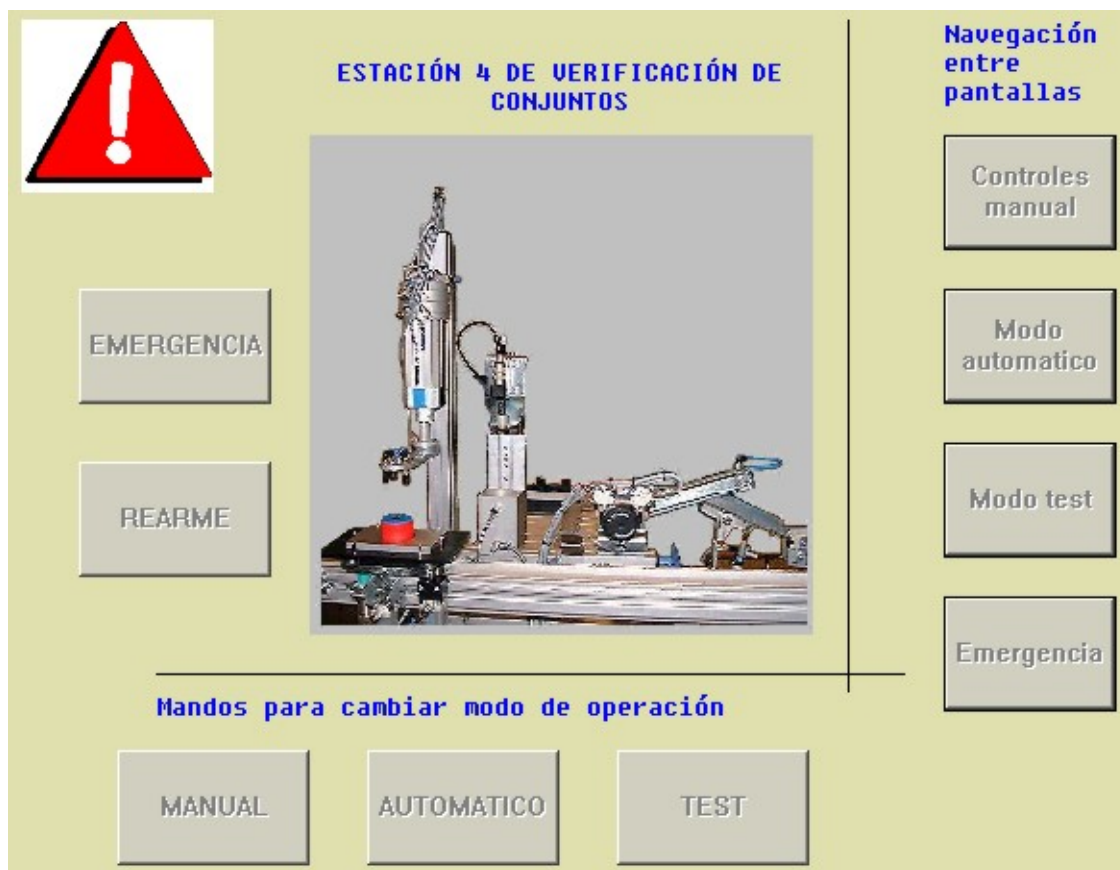 ESTACIÓN 4 DE VERIFICACIÓN DE
CONJUNTOS
EMERGENCIA
REARME
Mandos para cambiar modo de operación
MANUAL
AUTOMATICO
TEST
Navegación
entre
pantallas
Controles
manual
Modo
automatico
Modo test
Emergencia